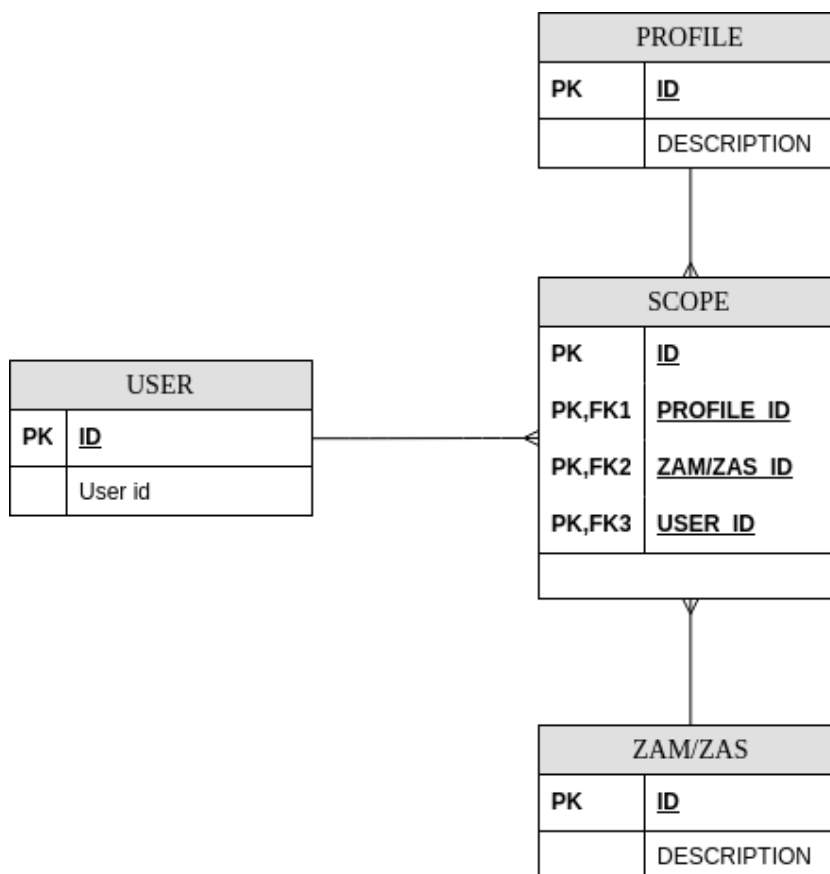 PROFILE
PK ID
DESCRIPTION
SCOPE
PK ID
PK,FK1 PROFILE_ID
PK,FK2 ZAM/ZAS_ID
PK,FK3 USER_ID
USER
PK ID
User id
ZAM/ZAS
PK ID
DESCRIPTION